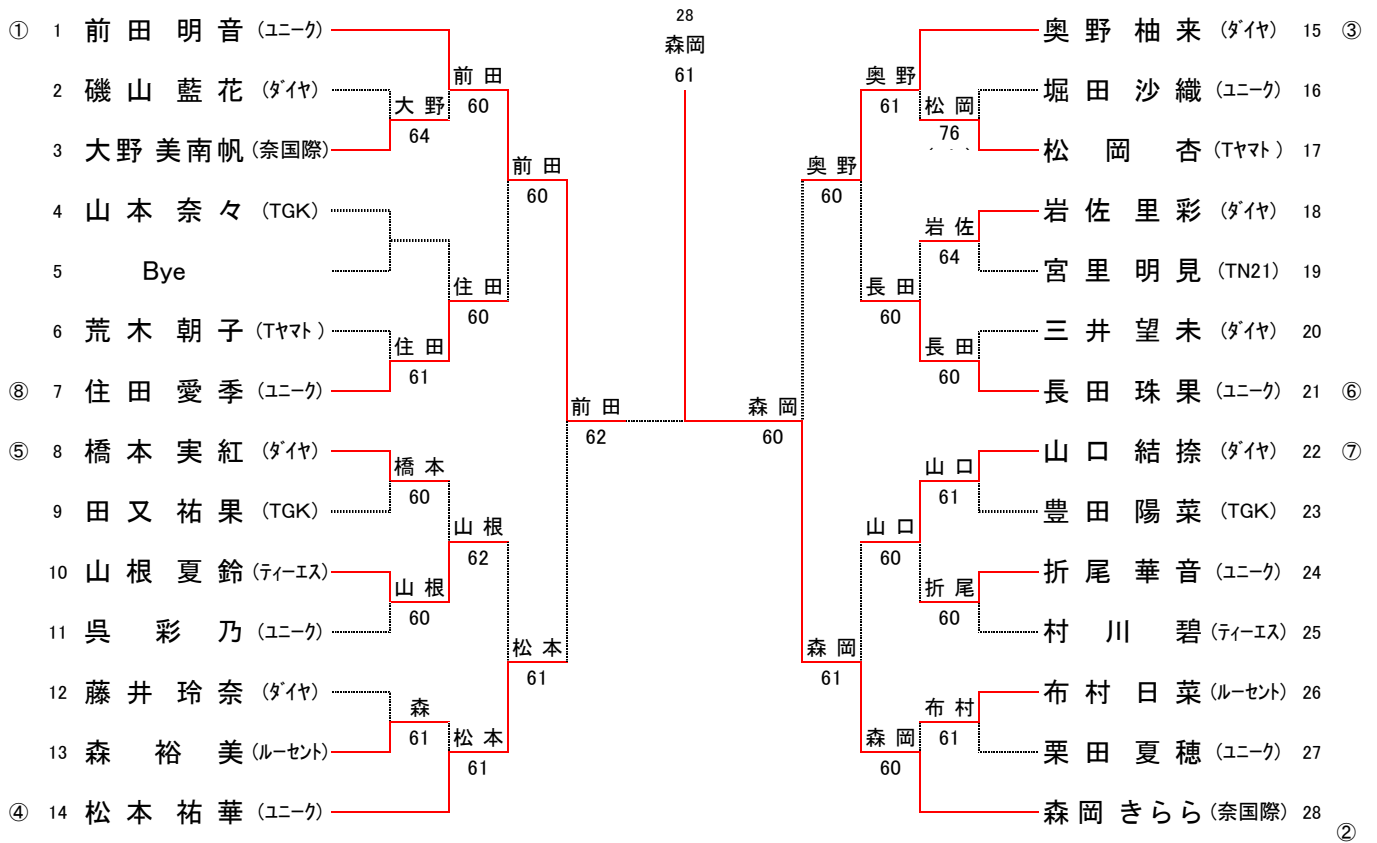 28
森岡
61
① 1 前田 明音 (ユニーク)
2 磯山 藍花 (ダイヤ)
3 大野 美南帆 (奈国際)
4 山本 奈々 (TGK)
5 Bye
6 荒木 朝子 (Tヤマト)
⑧ 7 住田 愛季 (ユニーク)
⑤ 8 橋本 実紅 (ダイヤ)
9 田又 祐果 (TGK)
10 山根 夏鈴 (ティーエス)
11 呉 彩乃 (ユニーク)
12 藤井 玲奈 (ダイヤ)
13 森 裕美 (ルーセント)
④ 14 松本 祐華 (ユニーク)
大野
64
住田
61
橋本
60
山根
60
森
61
前田
60
住田
60
山根
62
松本
61
前田
60
松本
61
前田
62
森岡
60
奥野
60
森岡
61
奥野
61
長田
60
山口
60
森岡
60
松岡
76
岩佐
64
長田
60
山口
61
折尾
60
布村
61
奥野 柚来 (ダイヤ) 15 ③
堀田 沙織 (ユニーク) 16
松岡 杏 (Tヤマト) 17
岩佐 里彩 (ダイヤ) 18
宮里 明見 (TN21) 19
三井 望未 (ダイヤ) 20
長田 珠果 (ユニーク) 21 ⑥
山口 結捺 (ダイヤ) 22 ⑦
豊田 陽菜 (TGK) 23
折尾 華音 (ユニーク) 24
村川 碧 (ティーエス) 25
布村 日菜 (ルーセント) 26
栗田 夏穂 (ユニーク) 27
森岡 きらら (奈国際) 28
②